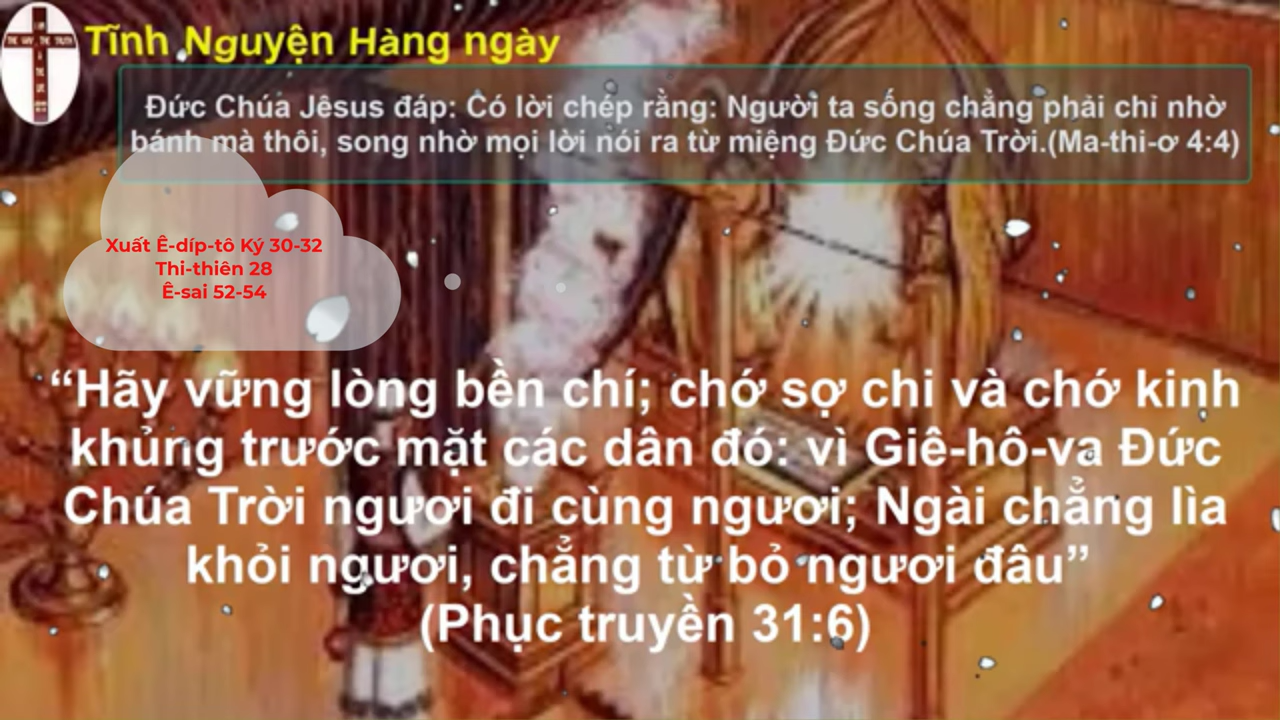 Tĩnh Nguyện Hàng ngày
Đức Chúa Jêsus đáp: Có lời chép rằng: Người ta sống chẳng phải chỉ nhờ
bánh mà thôi, song nhờ mọi lời nói ra từ miệng Đức Chúa Trời.(Ma-thi-ơ 4:4)
Xuất Ê-díp-tô Ký 30-32
Thi-thiên 28
Ê-sai 52-54
“Hãy vững lòng bền chí; chớ sợ chi và chớ kinh
khủng trước mặt các dân đó: vì Giê-hô-va Đức
Chúa Trời ngươi đi cùng ngươi; Ngài chẳng lìa
khỏi ngươi, chẳng từ bỏ ngươi đâu”
(Phục truyền 31:6)